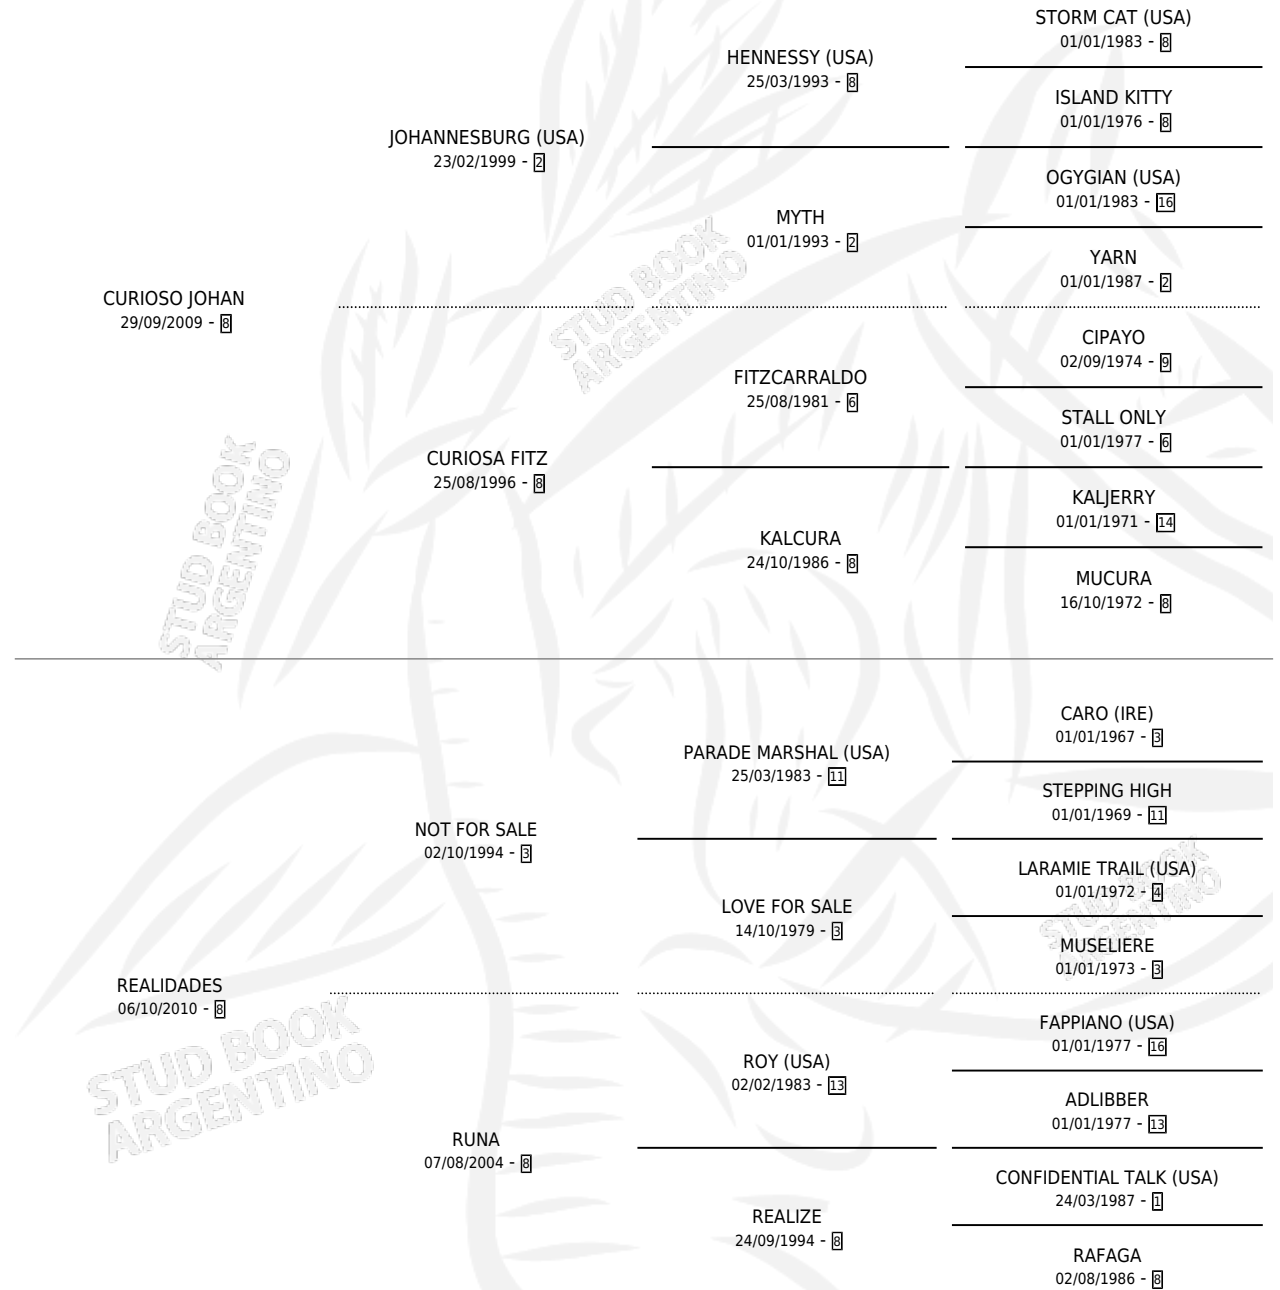 STORM CAT (USA)
01/01/1983 - 8
HENNESSY (USA)
25/03/1993 - 8
ISLAND KITTY
01/01/1976 - 8
JOHANNESBURG (USA)
23/02/1999 - 2
OGYGIAN (USA)
01/01/1983 - 16
MYTH
01/01/1993 - 2
YARN
01/01/1987 - 2
CURIOSO JOHAN
29/09/2009 - 8
CIPAYO
02/09/1974 - 9
FITZCARRALDO
25/08/1981 - 6
STALL ONLY
01/01/1977 - 6
CURIOSA FITZ
25/08/1996 - 8
KALJERRY
01/01/1971 - 14
KALCURA
24/10/1986 - 8
MUCURA
16/10/1972 - 8
CARO (IRE)
01/01/1967 - 3
PARADE MARSHAL (USA)
25/03/1983 - 11
STEPPING HIGH
01/01/1969 - 11
NOT FOR SALE
02/10/1994 - 3
LARAMIE TRAIL (USA)
01/01/1972 - 4
LOVE FOR SALE
14/10/1979 - 3
MUSELIERE
01/01/1973 - 3
REALIDADES
06/10/2010 - 8
FAPPIANO (USA)
01/01/1977 - 16
ROY (USA)
02/02/1983 - 13
ADLIBBER
01/01/1977 - 13
RUNA
07/08/2004 - 8
CONFIDENTIAL TALK (USA)
24/03/1987 - 1
REALIZE
24/09/1994 - 8
RAFAGA
02/08/1986 - 8
STUD BOOK
ARGENTINO
STUD BOOK
ARGENTINO
STUD BOOK
ARGENTINO
STUD BOOK
ARGENTINO